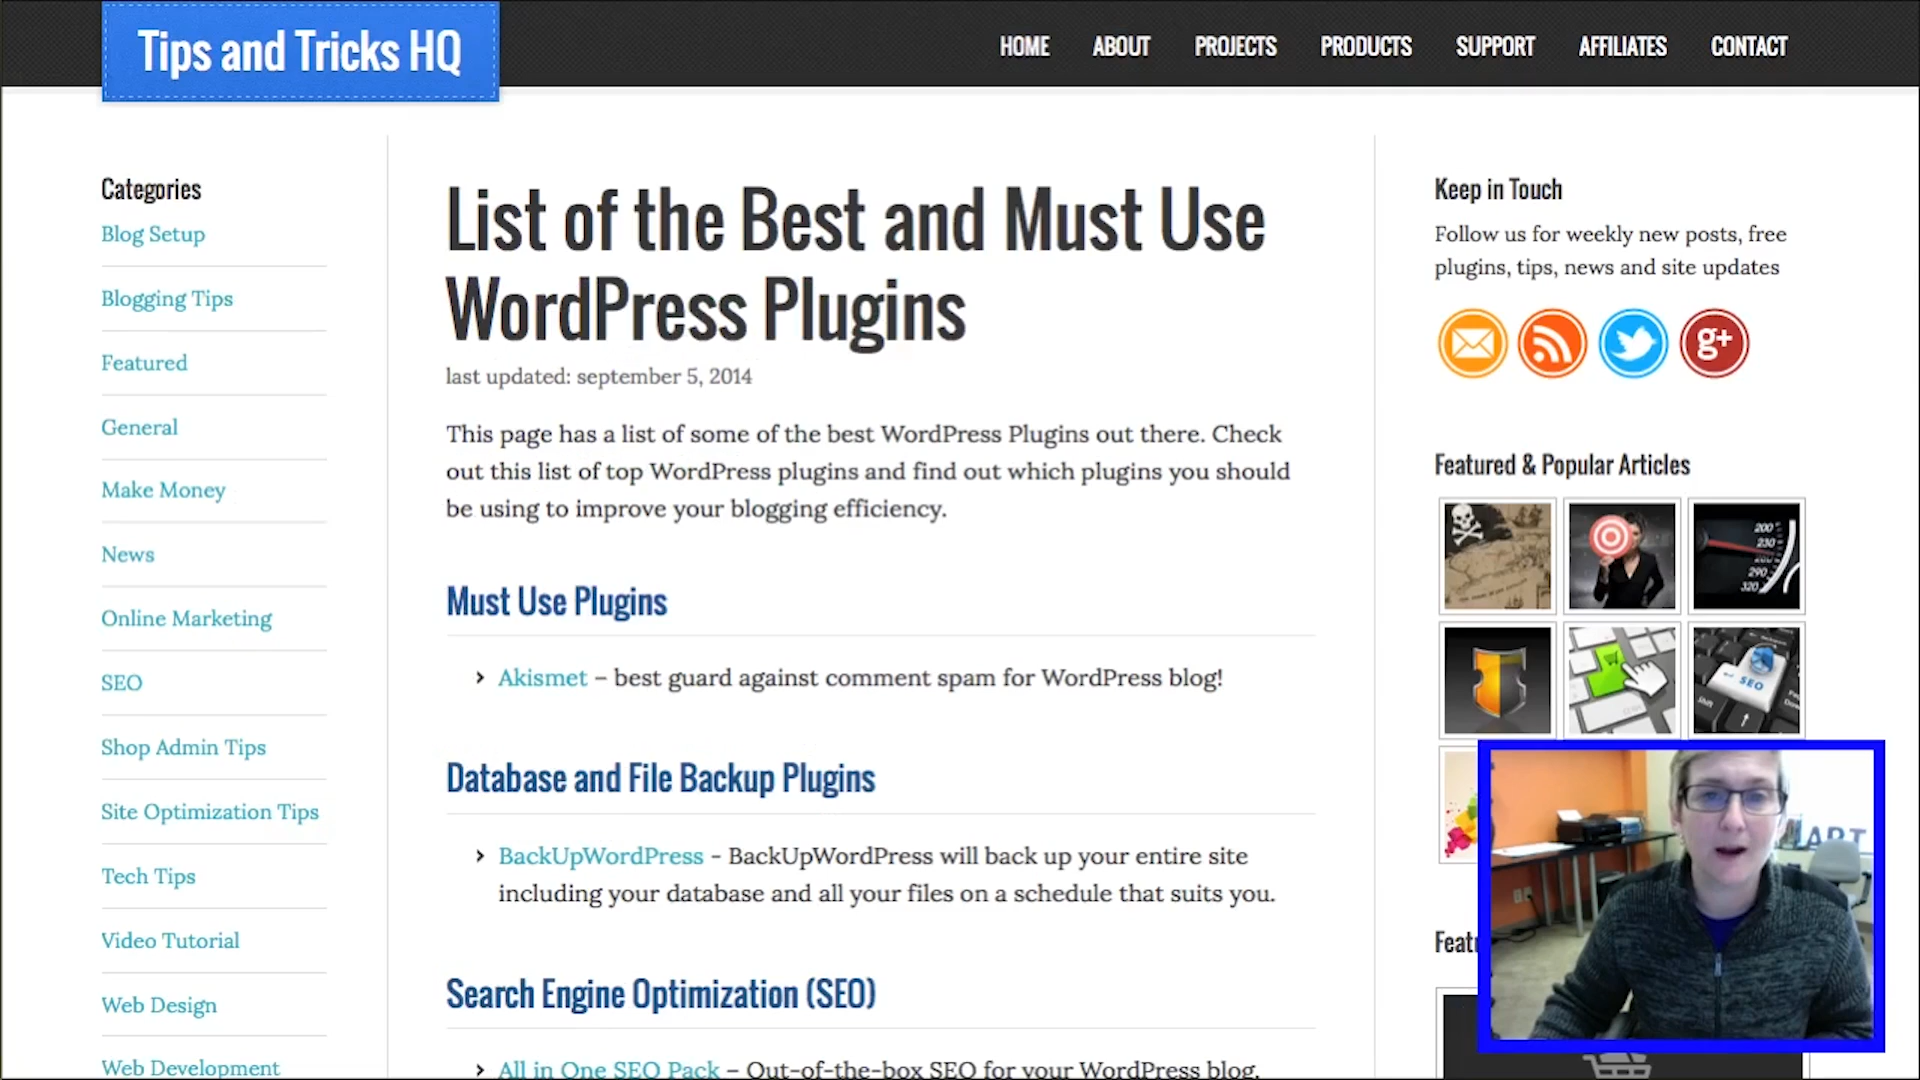 Tips and Tricks HQ
HOME ABOUT PROJECTS PRODUCTS SUPPORT AFFILIATES CONTACT
Categories
Blog Setup
Blogging Tips
Featured
General
Make Money
News
Online Marketing
SEO
Shop Admin Tips
Site Optimization Tips
Tech Tips
Video Tutorial
Web Design
Web Development
List of the Best and Must Use
WordPress Plugins
last updated: september 5, 2014
This page has a list of some of the best WordPress Plugins out there. Check
out this list of top WordPress plugins and find out which plugins you should
be using to improve your blogging efficiency.
Must Use Plugins
Akismet – best guard against comment spam for WordPress blog!
Database and File Backup Plugins
BackUpWordPress - BackUpWordPress will back up your entire site
including your database and all your files on a schedule that suits you.
Search Engine Optimization (SEO)
All in One SEO Pack – Out-of-the-box SEO for your WordPress blog.
Keep in Touch
Follow us for weekly new posts, free
plugins, tips, news and site updates
g+
Featured & Popular Articles
200
230
290
320
SEO